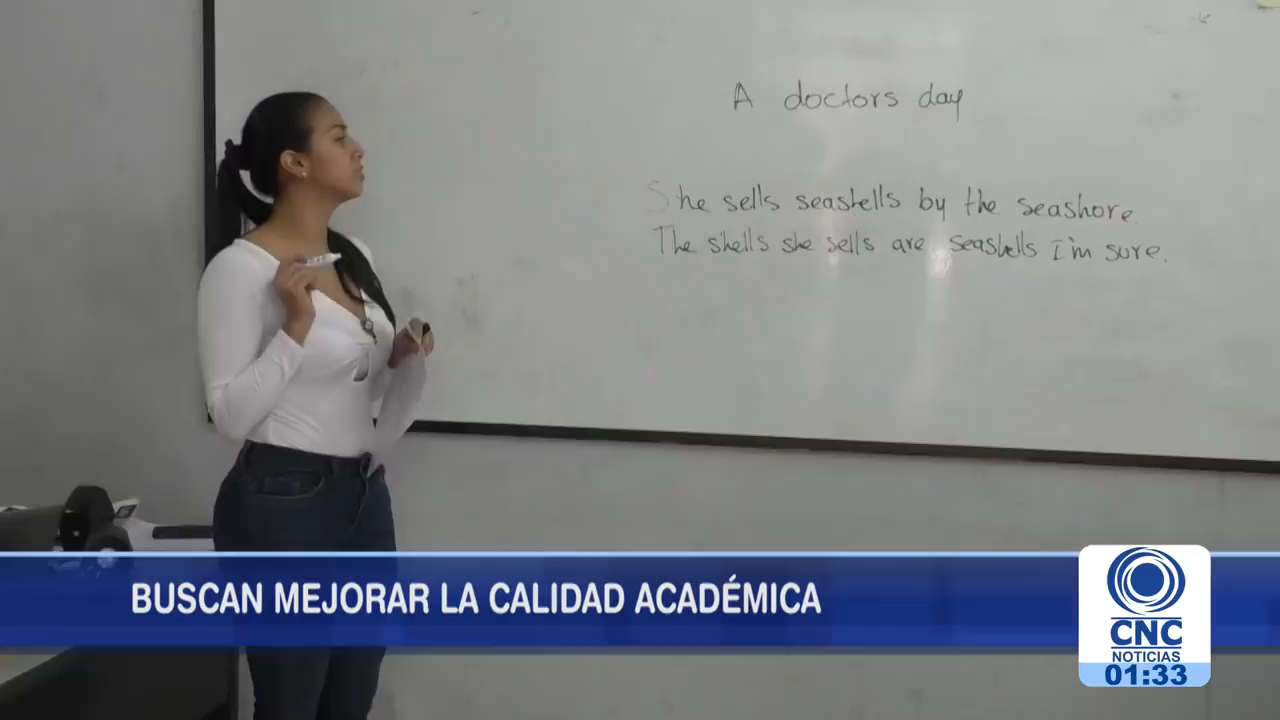 A doctors day
She sells seashells by the seashore.
The shells she sells are seashells I'm sure.
BUSCAN MEJORAR LA CALIDAD ACADÉMICA
CNC
NOTICIAS
01:33